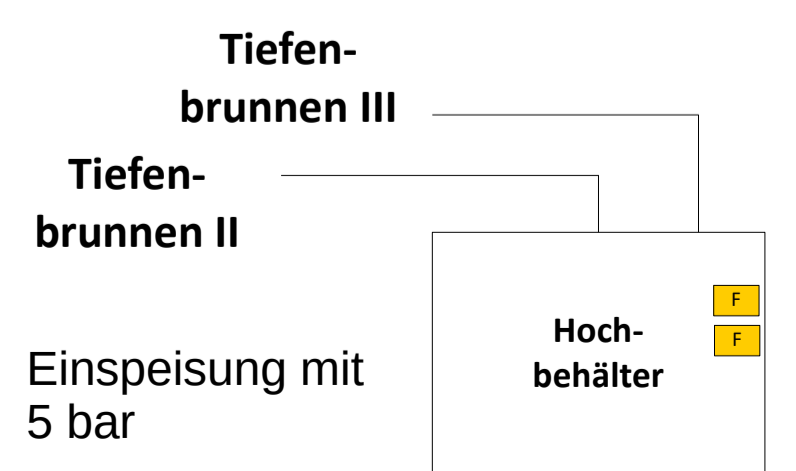 Tiefen-
brunnen III
Tiefen-
brunnen II
F
F
Hoch-
behälter
Einspeisung mit
5 bar